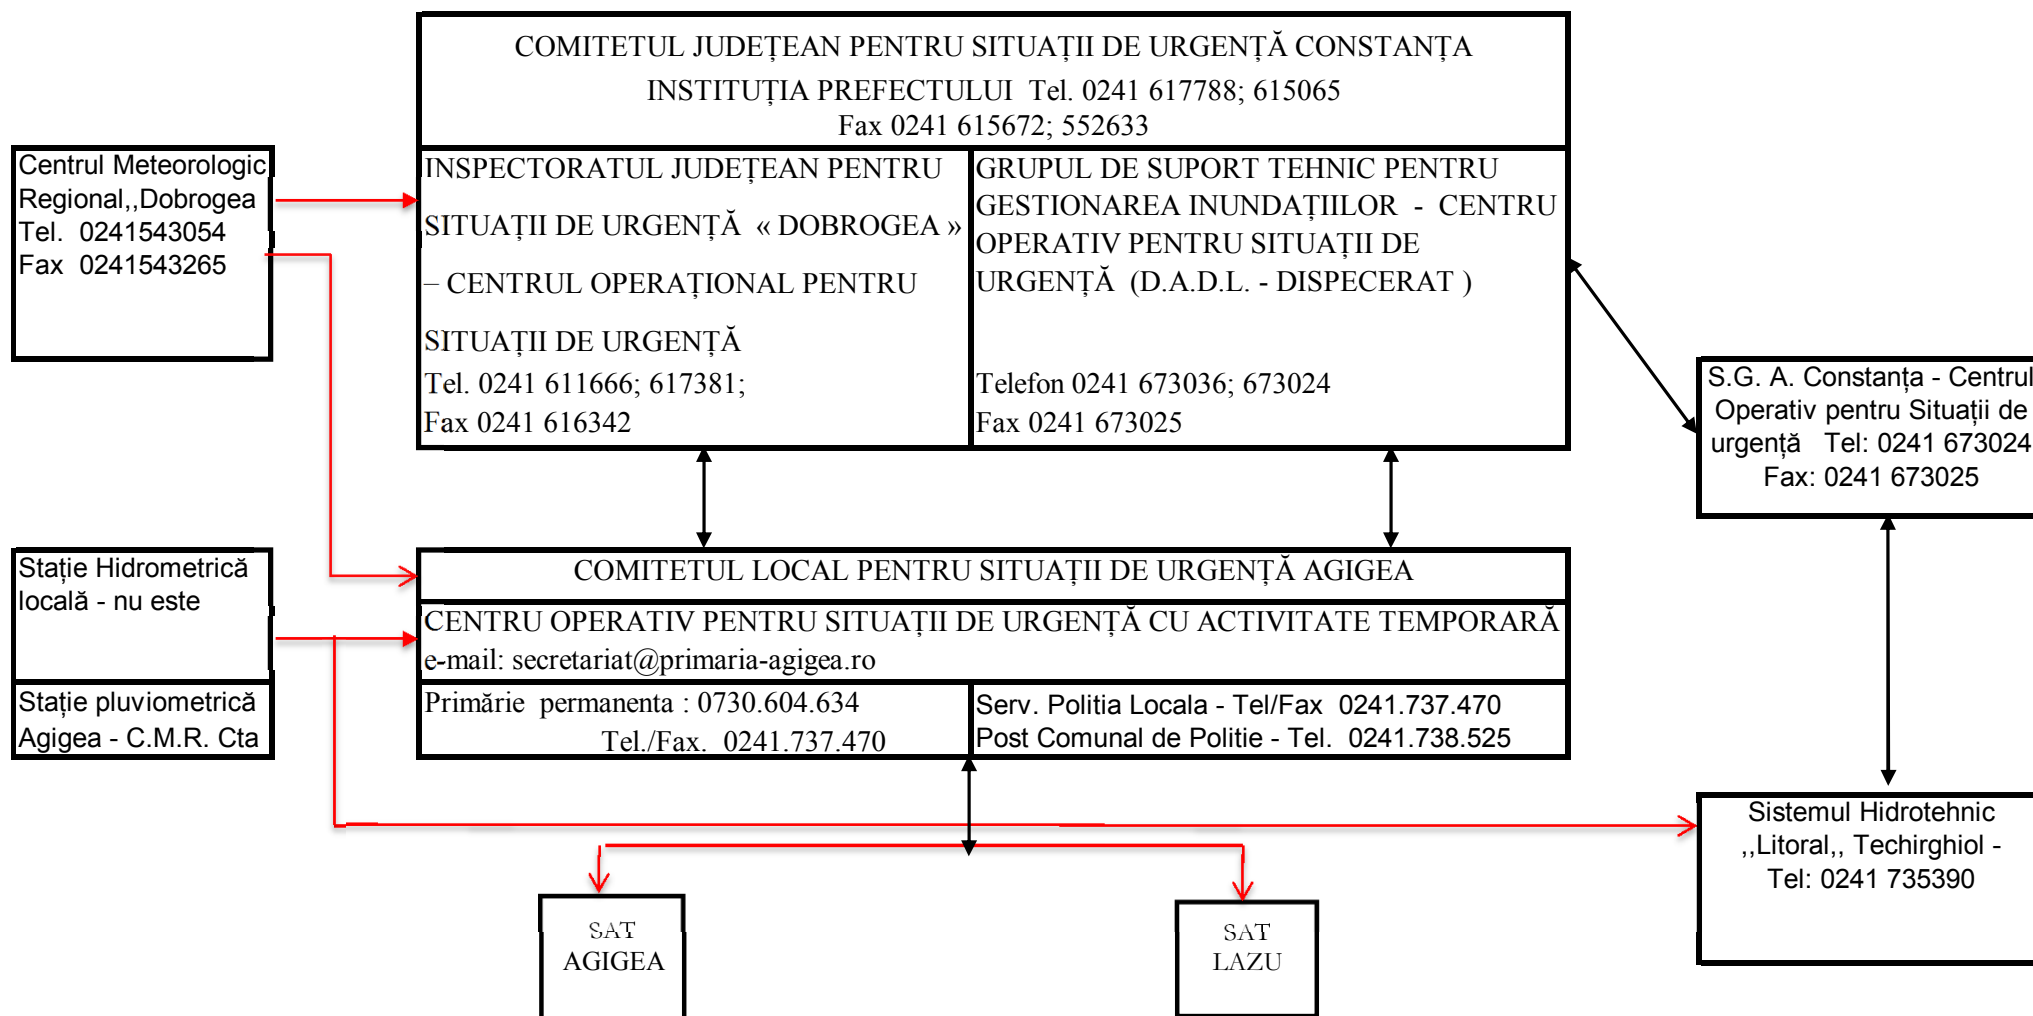 COMITETUL JUDEȚEAN PENTRU SITUAȚII DE URGENȚĂ CONSTANȚA
INSTITUȚIA PREFECTULUI Tel. 0241 617788; 615065
Fax 0241 615672; 552633
Centrul Meteorologic
Regional,,Dobrogea
Tel. 0241543054
Fax 0241543265
INSPECTORATUL JUDEȚEAN PENTRU
SITUAȚII DE URGENȚĂ « DOBROGEA »
– CENTRUL OPERAȚIONAL PENTRU
SITUAȚII DE URGENȚĂ
Tel. 0241 611666; 617381;
Fax 0241 616342
GRUPUL DE SUPORT TEHNIC PENTRU
GESTIONAREA INUNDAȚIILOR - CENTRU
OPERATIV PENTRU SITUAȚII DE
URGENȚĂ (D.A.D.L. - DISPECERAT )
Telefon 0241 673036; 673024
Fax 0241 673025
S.G. A. Constanța - Centrul
Operativ pentru Situații de
urgență Tel: 0241 673024
Fax: 0241 673025
Stație Hidrometrică
locală - nu este
Stație pluviometrică
Agigea - C.M.R. Cta
COMITETUL LOCAL PENTRU SITUAȚII DE URGENȚĂ AGIGEA
CENTRU OPERATIV PENTRU SITUAȚII DE URGENȚĂ CU ACTIVITATE TEMPORARĂ
e-mail: secretariat@primaria-agigea.ro
Primărie permanenta : 0730.604.634
Tel./Fax. 0241.737.470
Serv. Politia Locala - Tel/Fax 0241.737.470
Post Comunal de Politie - Tel. 0241.738.525
Sistemul Hidrotehnic
,,Litoral,, Techirghiol -
Tel: 0241 735390
SAT
AGIGEA
SAT
LAZU